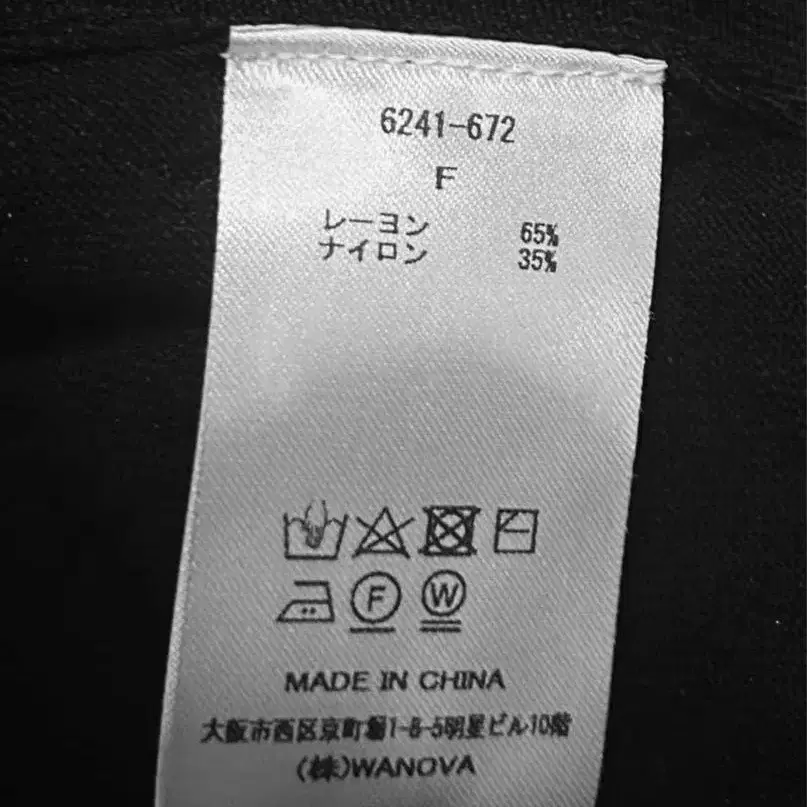 6241-672
F
レーヨン 65%
ナイロン 35%
F W
MADE IN CHINA
大阪市西区京町堀1-8-5明星ビル10階
(株)WANOVA